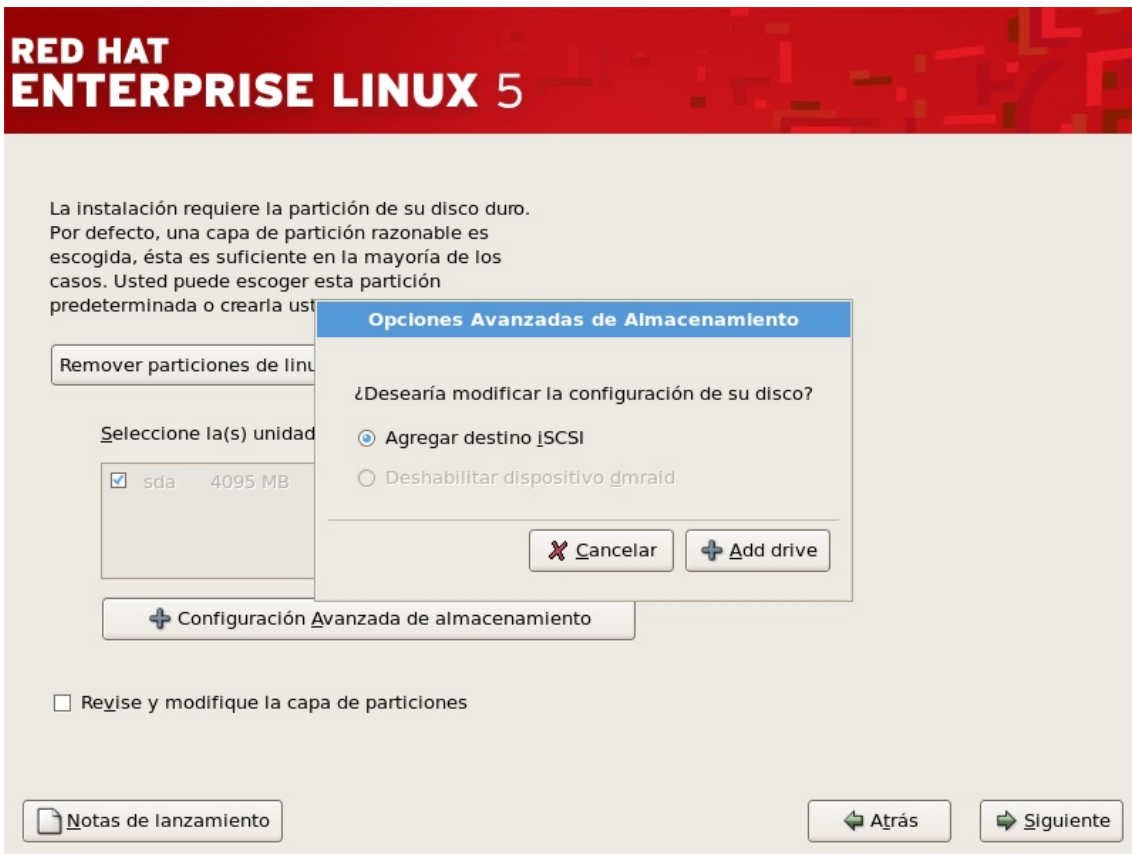 RED HAT
ENTERPRISE LINUX 5
La instalación requiere la partición de su disco duro.
Por defecto, una capa de partición razonable es
escogida, ésta es suficiente en la mayoría de los
casos. Usted puede escoger esta partición
predeterminada o crearla ust
Remover particiones de linu
Seleccione la(s) unidad
sda 4095 MB
Opciones Avanzadas de Almacenamiento
¿Desearía modificar la configuración de su disco?
Agregar destino iSCSI
Deshabilitar dispositivo dmraid
Cancelar
Add drive
Configuración Avanzada de almacenamiento
Revise y modifique la capa de particiones
Notas de lanzamiento
Atrás
Siguiente